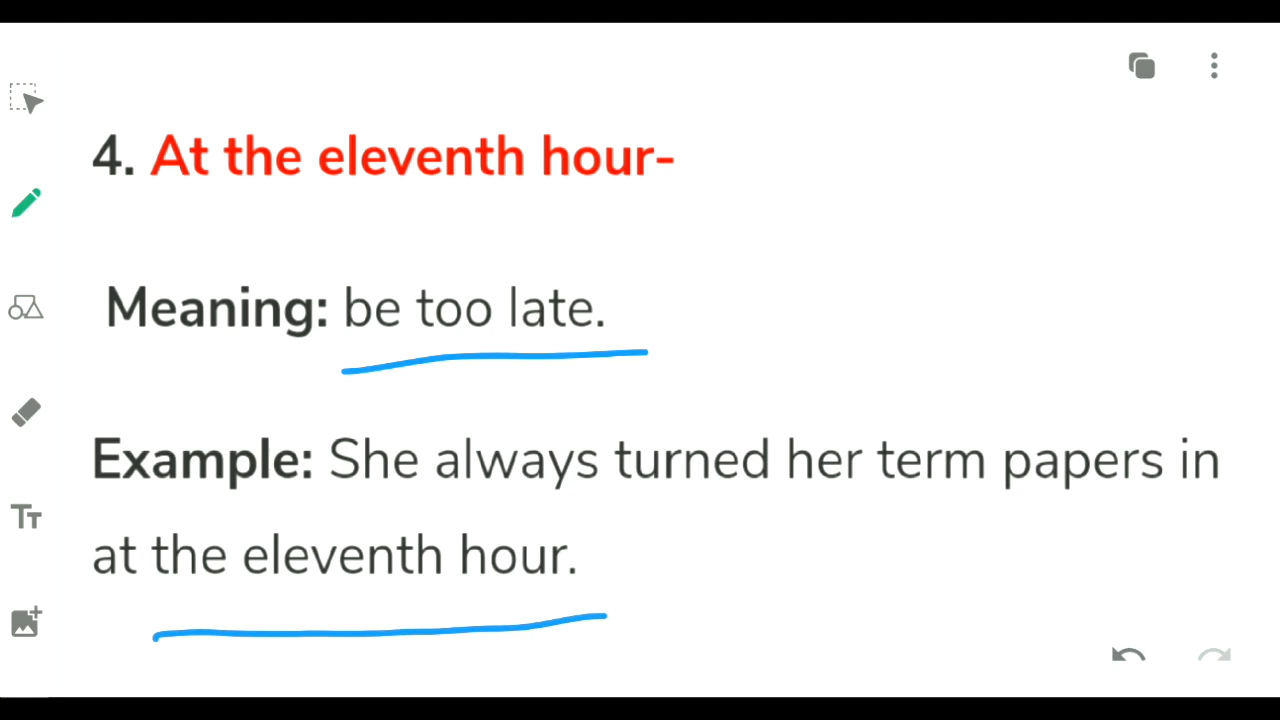 4. At the eleventh hour-
Meaning: be too late.
Example: She always turned her term papers in
at the eleventh hour.
TT